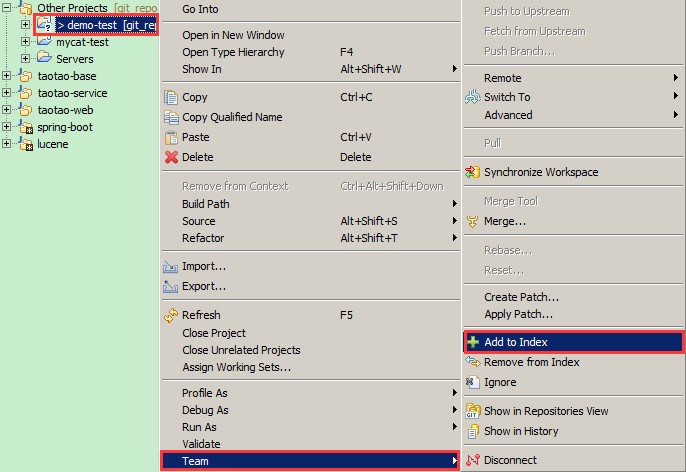 Other Projects [git_repo
> demo-test [git_re
mycat-test
Servers
taotao-base
taotao-service
taotao-web
spring-boot
lucene
Go Into
Open in New Window
Open Type Hierarchy F4
Show In Alt+Shift+W
Copy Ctrl+C
Copy Qualified Name
Paste Ctrl+V
Delete Delete
Remove from Context Ctrl+Alt+Shift+Down
Build Path
Source Alt+Shift+S
Refactor Alt+Shift+T
Import...
Export...
Refresh F5
Close Project
Close Unrelated Projects
Assign Working Sets...
Profile As
Debug As
Run As
Validate
Team
Push to Upstream
Fetch from Upstream
Push Branch...
Remote
Switch To
Advanced
Pull
Synchronize Workspace
Merge Tool
Merge...
Rebase...
Reset...
Create Patch...
Apply Patch...
Add to Index
Remove from Index
Ignore
GIT Show in Repositories View
Show in History
Disconnect